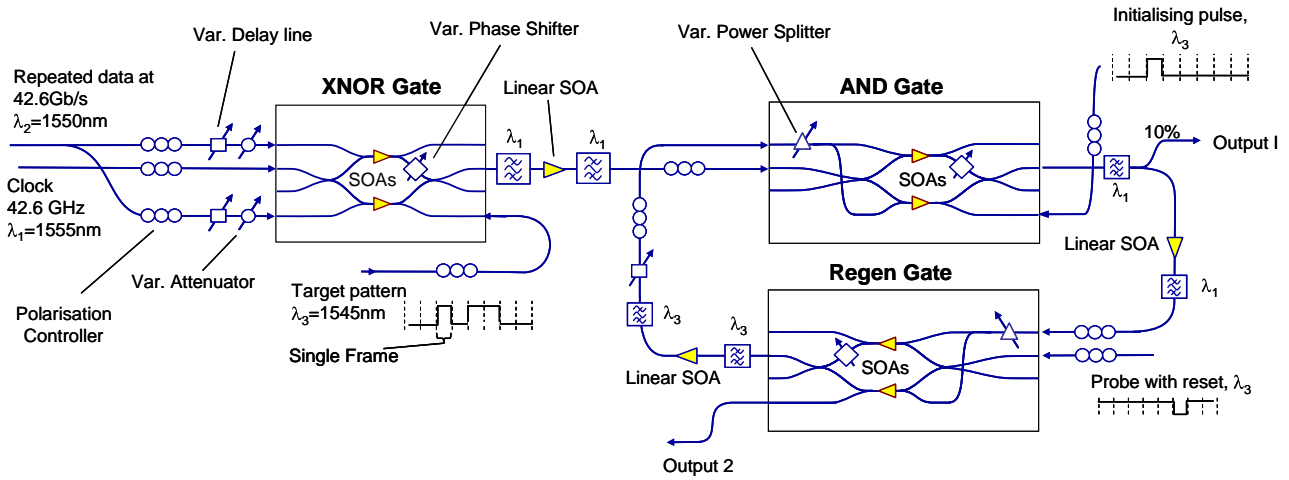 Var. Delay line
Var. Phase Shifter
Var. Power Splitter
Initialising pulse,
λ3
Repeated data at
42.6Gb/s
λ2=1550nm
XNOR Gate
Linear SOA
AND Gate
λ1
λ1
10%
Output I
SOAs
SOAs
λ1
Clock
42.6 GHz
λ1=1555nm
Linear SOA
Var. Attenuator
Regen Gate
λ1
Target pattern
λ3=1545nm
Polarisation
Controller
λ3
λ3
Single Frame
SOAs
Linear SOA
Probe with reset, λ3
Output 2